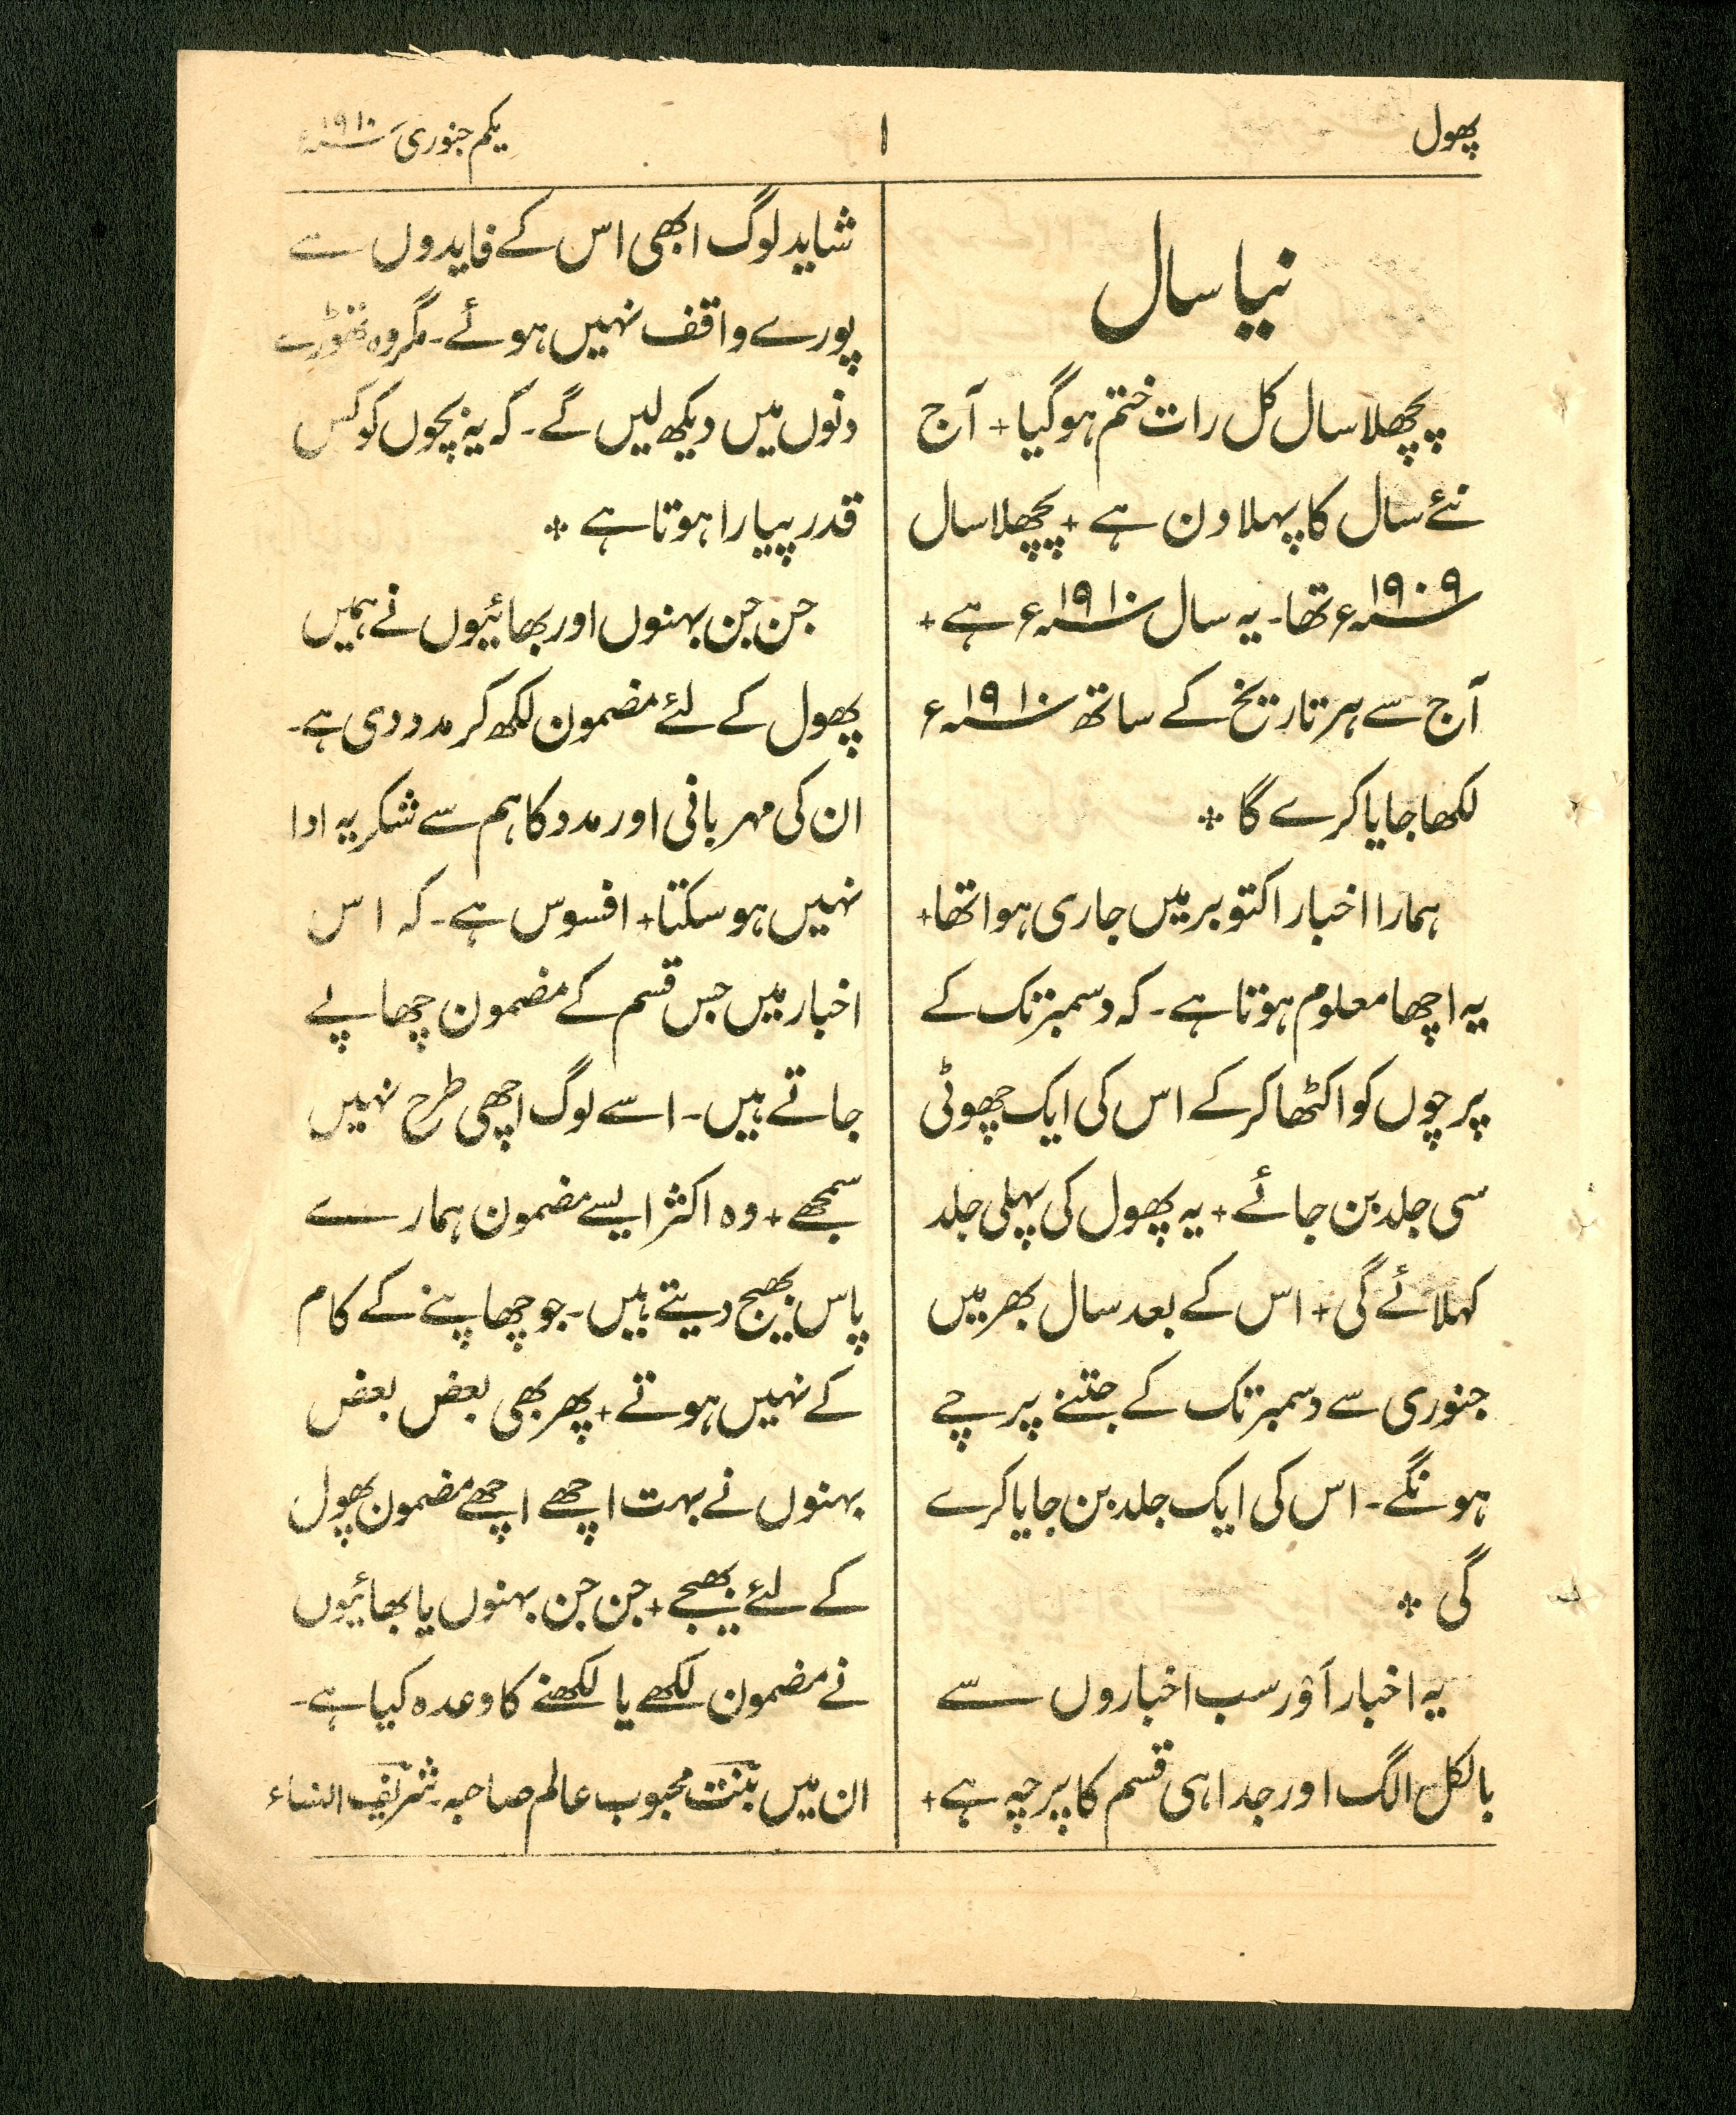 پھول
۱
یکم جنوری سنہ ۱۹۱۰ء
نیا سال
پچھلا سال کل رات ختم ہو گیا + آج
نئے سال کا پہلا دن ہے + پچھلا سال
سنہ ۱۹۰۹ء تھا۔ یہ سال سنہ ۱۹۱۰ء ہے +
آج سے ہر تاریخ کے ساتھ سنہ ۱۹۱۰ء
لکھا جایا کرے گا ۔:۔
ہمارا اخبار اکتوبر میں جاری ہوا تھا +
یہ اچھا معلوم ہوتا ہے۔ کہ دسمبر تک کے
پرچوں کو اکٹھا کر کے اس کی ایک چھوٹی
سی جلد بن جائے + یہ پھول کی پہلی جلد
کہلائے گی + اس کے بعد سال بھر میں
جنوری سے دسمبر تک کے جتنے پرچے
ہونگے۔ اس کی ایک جلد بن جایا کرے
گی ۔:۔
یہ اخبار اَوْر سب اخباروں سے
بالکل الگ اور جدا ہی قسم کا پرچہ ہے +
شاید لوگ ابھی اس کے فایدوں سے
پورے واقف نہیں ہوئے۔ مگر وہ تھوڑے
دنوں میں دیکھ لیں گے۔ کہ یہ بچوں کو کس
قدر پیارا ہوتا ہے ۔:۔
جن جن بہنوں اور بھائیوں نے ہمیں
پھول کے لئے مضمون لکھ کر مدد دی ہے۔
ان کی مہربانی اور مدد کا ہم سے شکریہ ادا
نہیں ہو سکتا + افسوس ہے۔ کہ اس
اخبار میں جس قسم کے مضمون چھاپے
جاتے ہیں۔ اسے لوگ اچھی طرح نہیں
سمجھے + وہ اکثر ایسے مضمون ہمارے
پاس بھیج دیتے ہیں۔ جو چھاپنے کے کام
کے نہیں ہوتے + پھر بھی بعض بعض
بہنوں نے بہت اچھے اچھے مضمون پھول
کے لئے بھیجے + جن جن بہنوں یا بھائیوں
نے مضمون لکھے یا لکھنے کا وعدہ کیا ہے۔
ان میں بنت محبوب عالم صاحبہ۔ شریف النساء